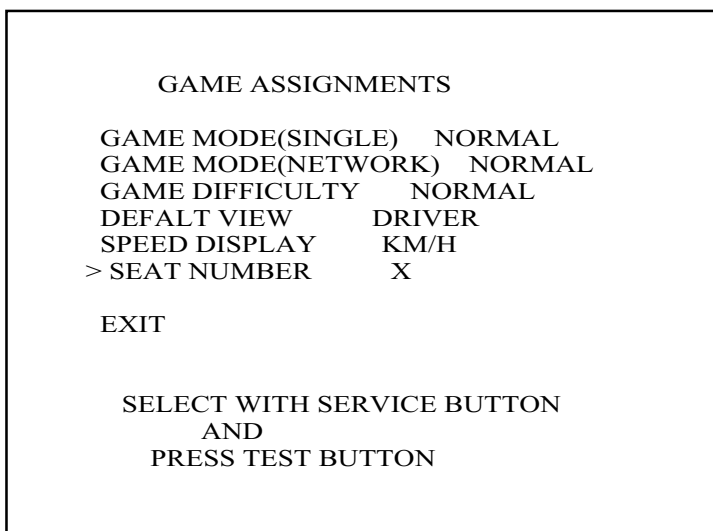 GAME ASSIGNMENTS
GAME MODE(SINGLE) NORMAL
GAME MODE(NETWORK) NORMAL
GAME DIFFICULTY NORMAL
DEFALT VIEW DRIVER
SPEED DISPLAY KM/H
> SEAT NUMBER X
EXIT
SELECT WITH SERVICE BUTTON
AND
PRESS TEST BUTTON